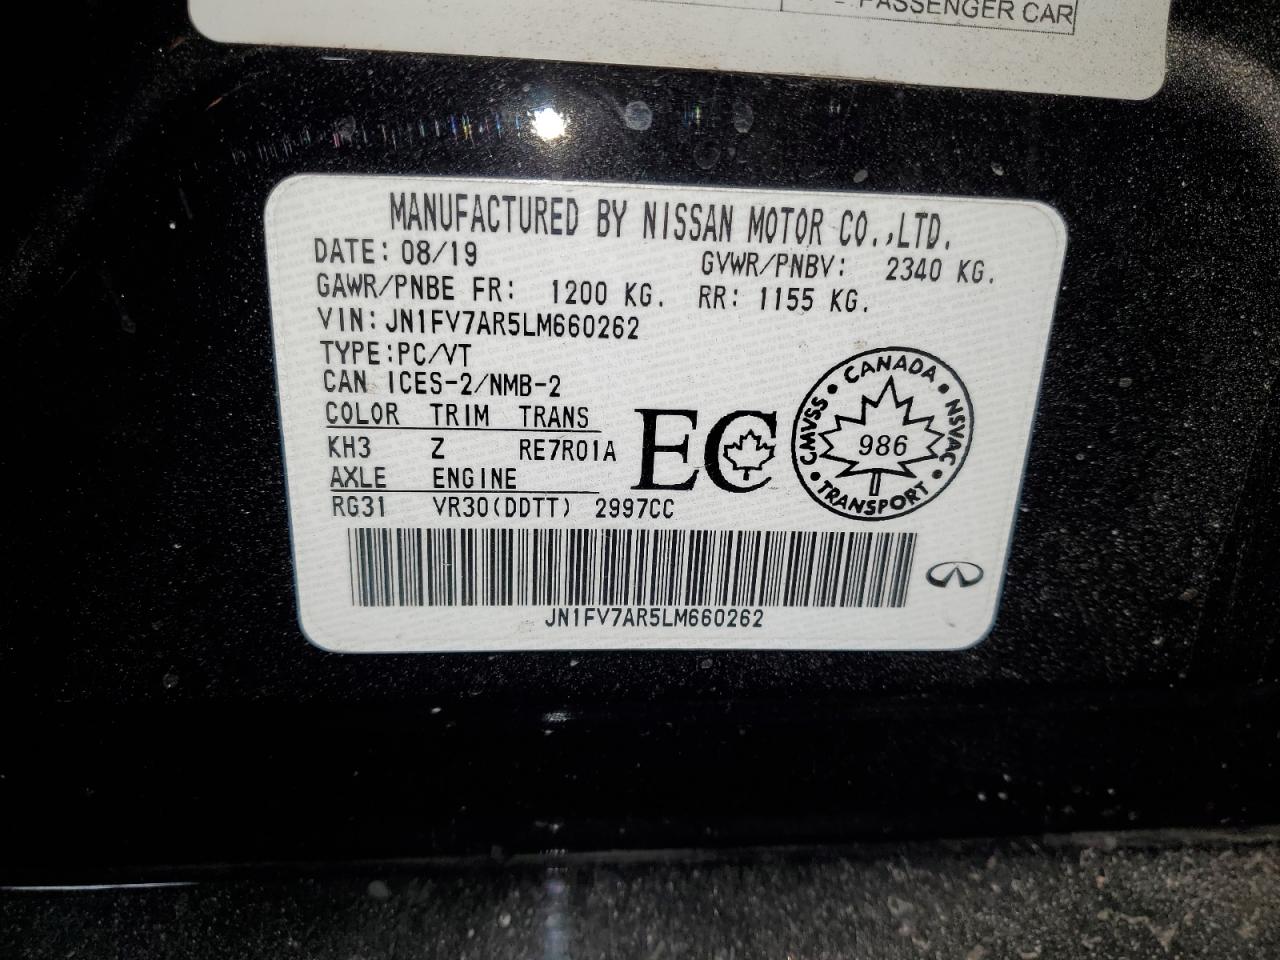 PASSENGER CAR
MANUFACTURED BY NISSAN MOTOR CO.,LTD.
DATE: 08/19 GVWR/PNBV: 2340 KG.
GAWR/PNBE FR: 1200 KG. RR: 1155 KG.
VIN: JN1FV7AR5LM660262
TYPE:PC/VT
CAN ICES-2/NMB-2
COLOR TRIM TRANS
KH3 Z RE7R01A
AXLE ENGINE
RG31 VR30(DDTT) 2997CC
EC
CANADA
CMVSS
NSVAC
986
TRANSPORT
JN1FV7AR5LM660262